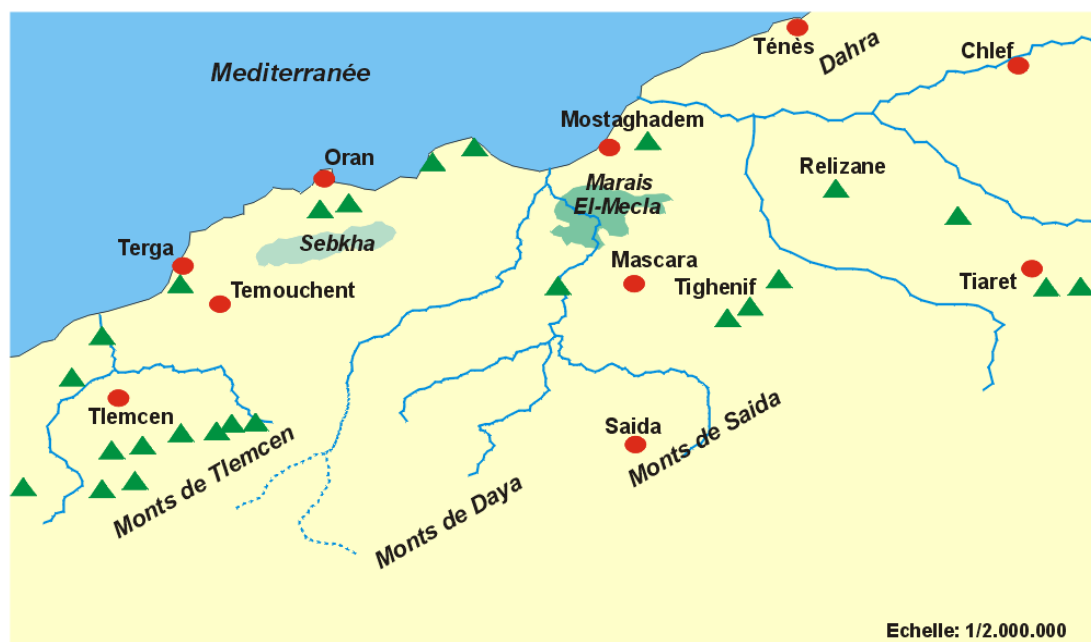 Ténès
Dahra
Chlef
Mediterranée
Mostaghadem
Oran
Relizane
Marais
El-Mecla
Sebkha
Terga
Mascara
Tighenif
Tiaret
Temouchent
Tlemcen
Saida
Monts de Saida
Monts de Tlemcen
Monts de Daya
Echelle: 1/2.000.000